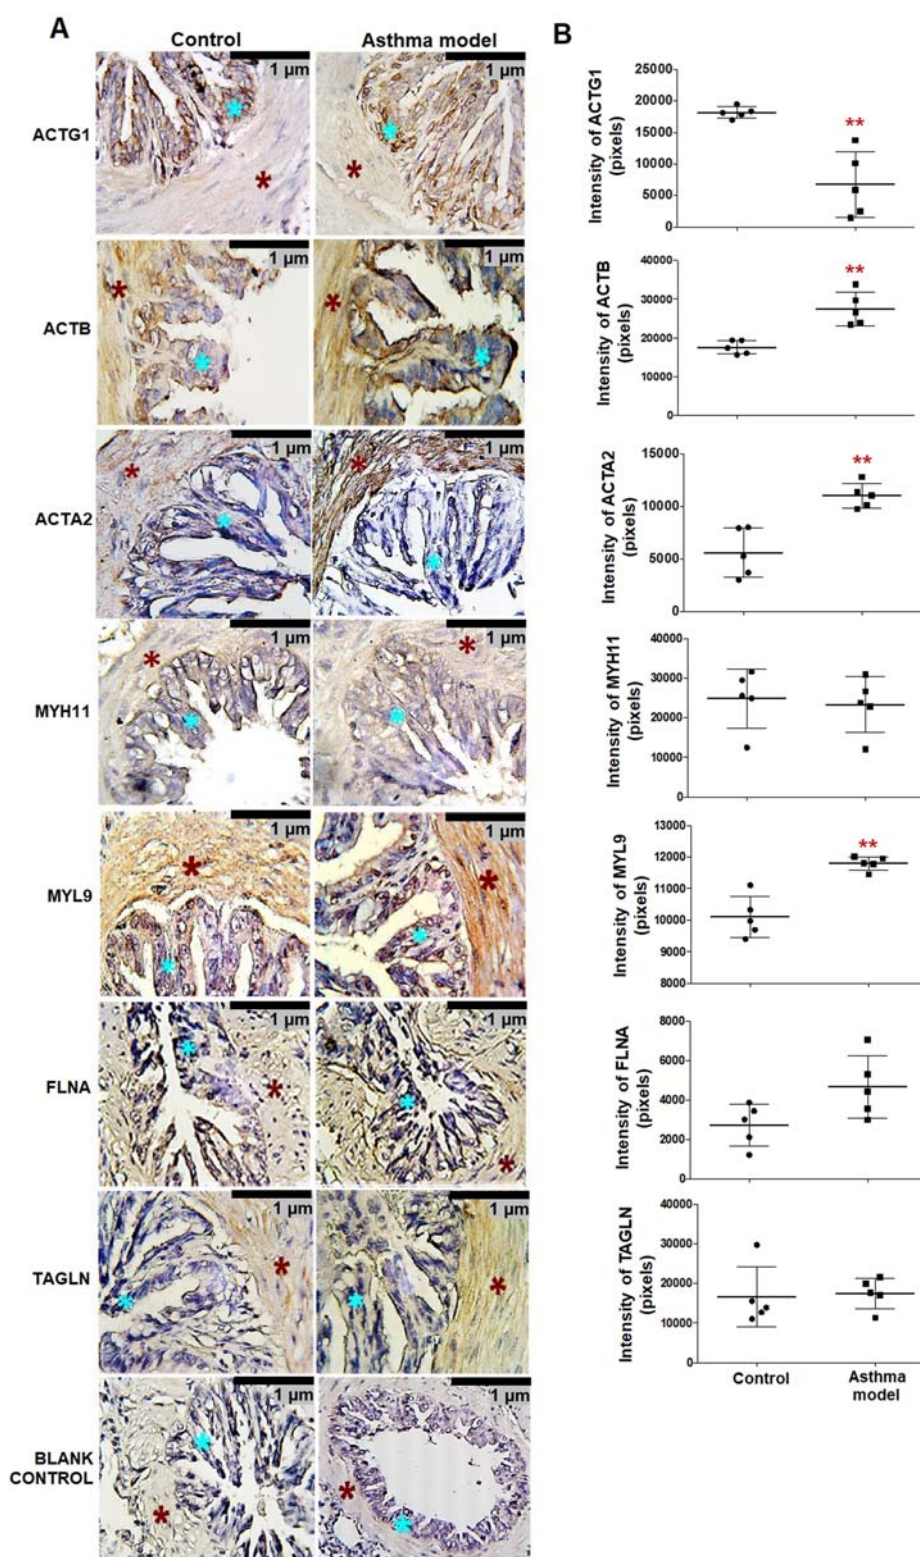 A
B
Control
Asthma model
ACTG1
1 µm
1 µm
*
*
*
*
ACTB
1 µm
1 µm
*
*
*
*
ACTA2
1 µm
1 µm
*
*
*
*
MYH11
1 µm
1 µm
*
*
*
*
MYL9
1 µm
1 µm
*
*
*
*
FLNA
1 µm
1 µm
*
*
*
*
TAGLN
1 µm
1 µm
*
*
*
*
BLANK
CONTROL
1 µm
1 µm
*
*
*
*
Intensity of ACTG1
(pixels)
25000
20000
15000
10000
5000
0
**
Intensity of ACTB
(pixels)
40000
30000
20000
10000
0
**
Intensity of ACTA2
(pixels)
15000
10000
5000
0
**
Intensity of MYH11
(pixels)
40000
30000
20000
10000
0
Intensity of MYL9
(pixels)
13000
12000
11000
10000
9000
8000
**
Intensity of FLNA
(pixels)
8000
6000
4000
2000
0
Intensity of TAGLN
(pixels)
40000
30000
20000
10000
0
Control
Asthma
model